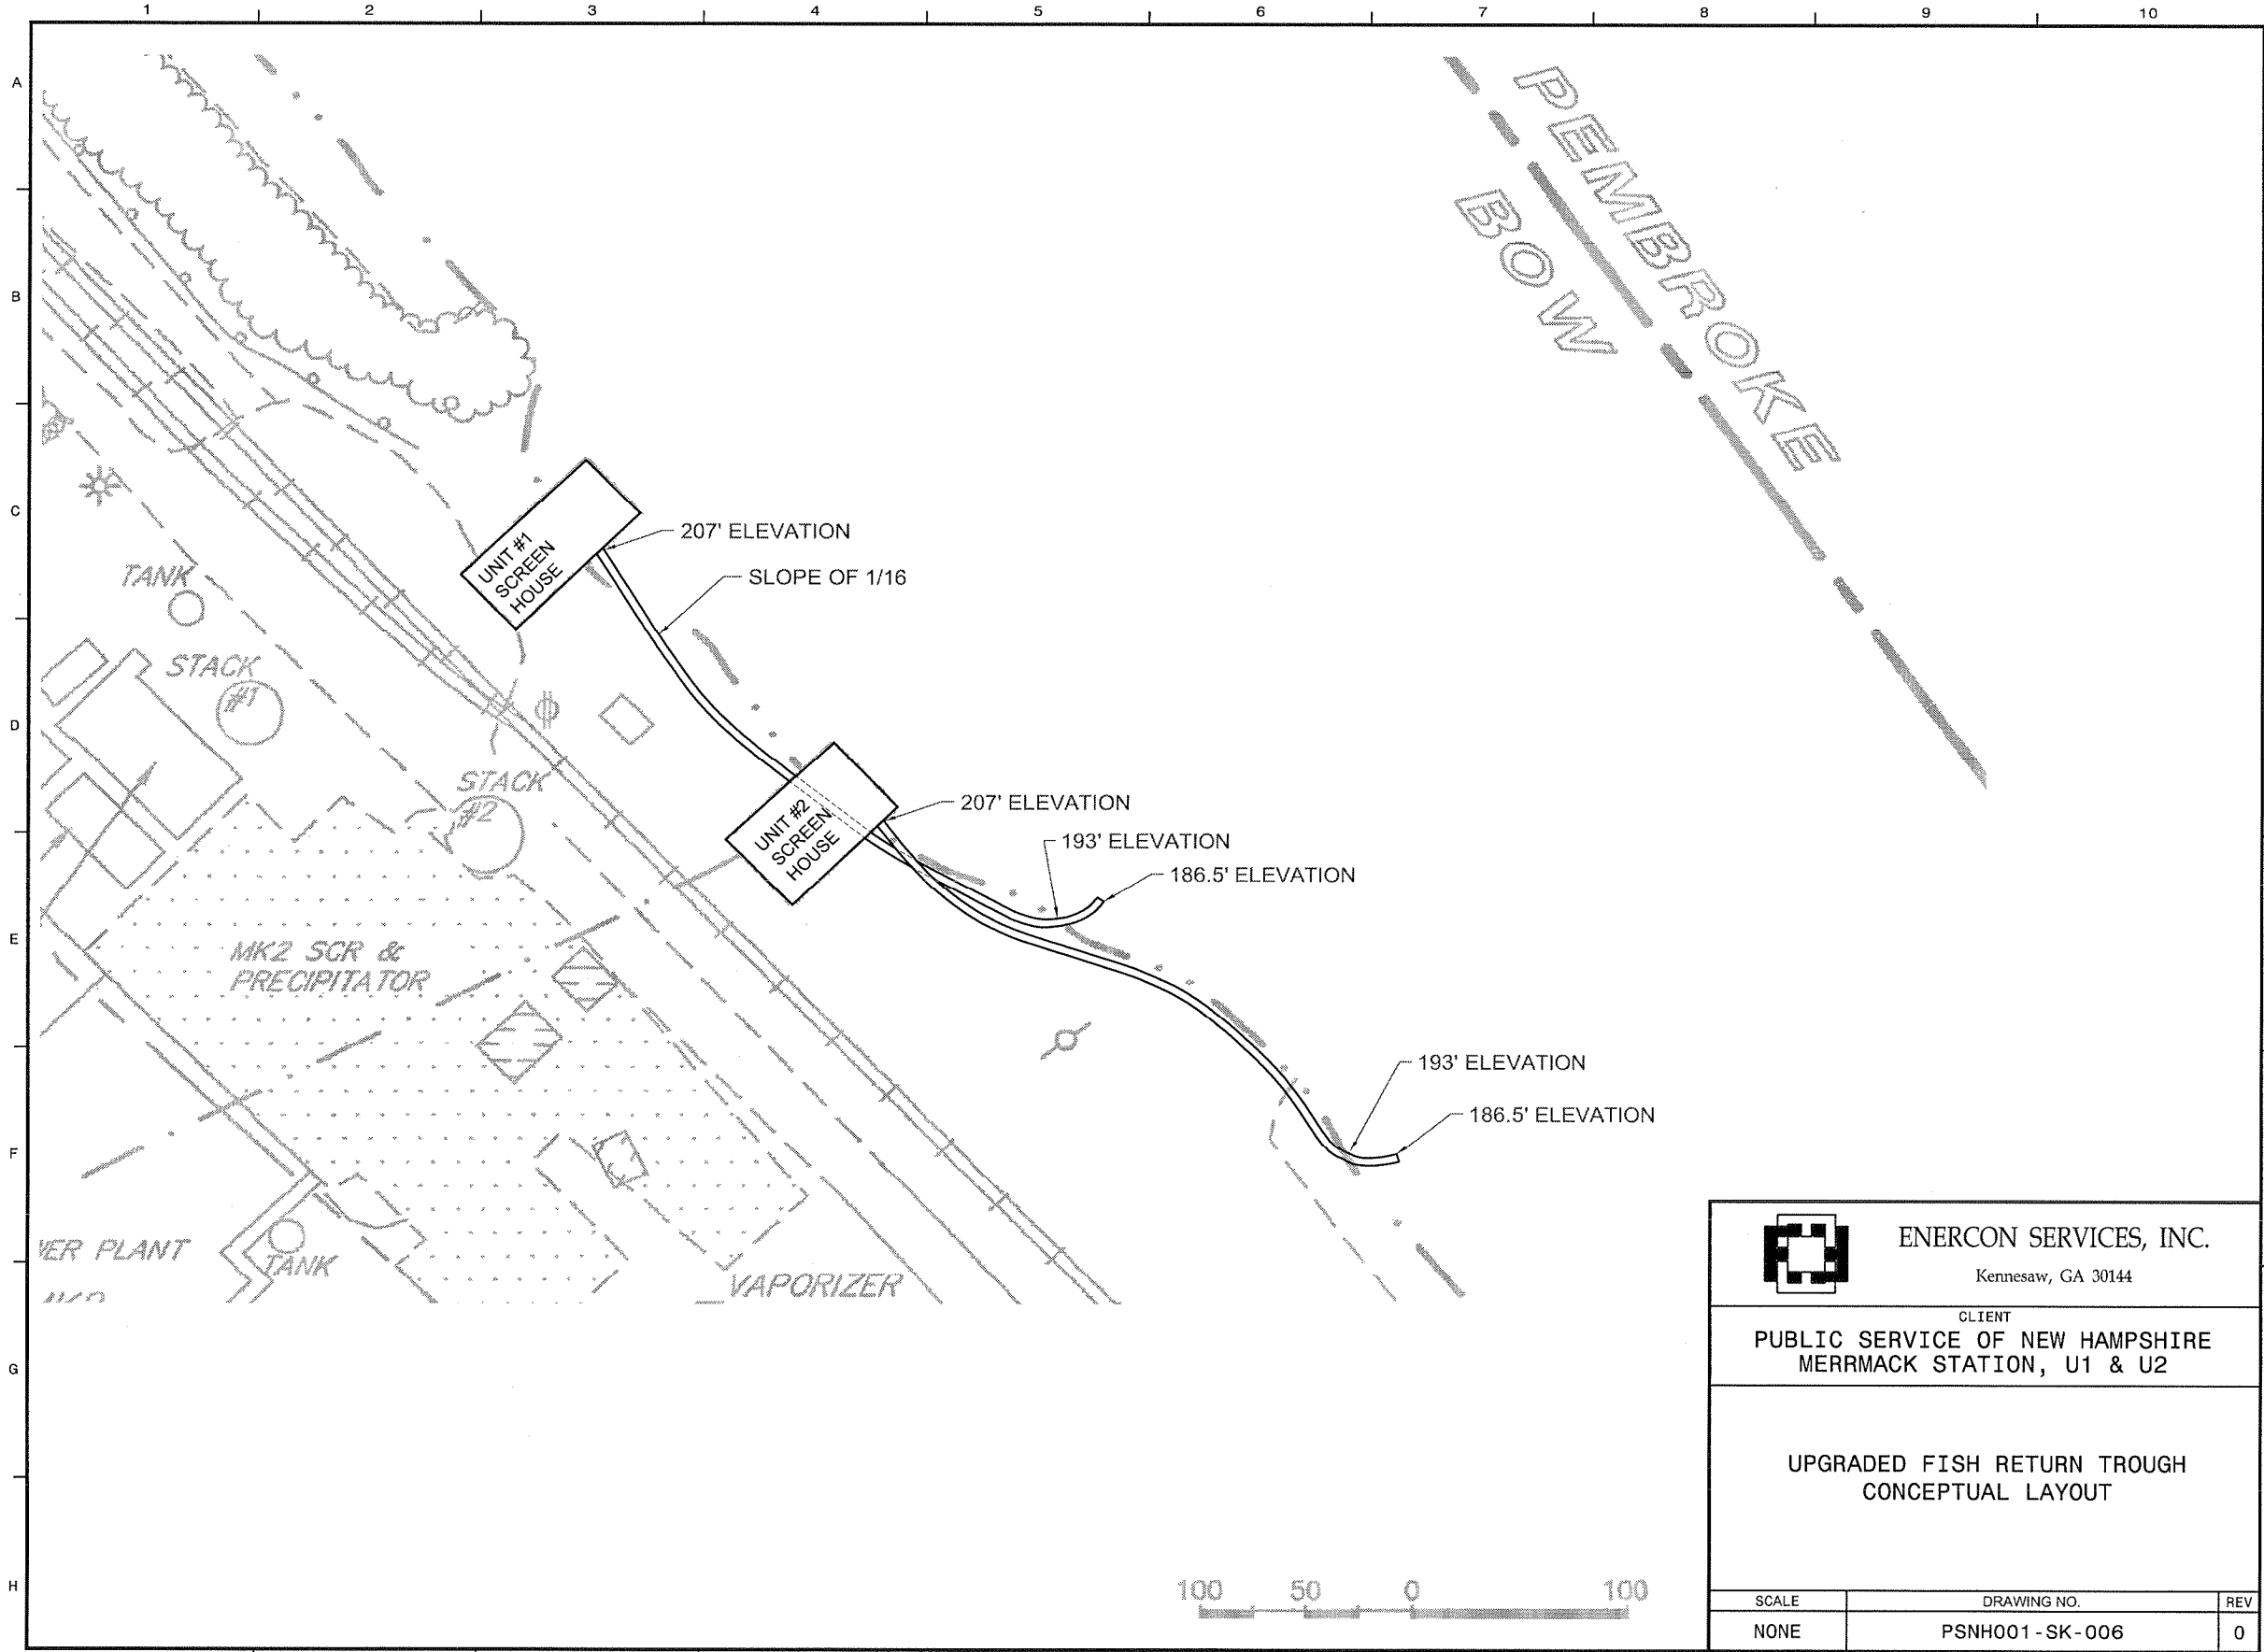 1 2 3 4 5 6 7 8 9 10
A
B
C
D
E
F
G
H
PEMBROKE
BOW
UNIT #1
SCREEN
HOUSE
207' ELEVATION
SLOPE OF 1/16
TANK
STACK
#1
STACK
#2
UNIT #2
SCREEN
HOUSE
207' ELEVATION
193' ELEVATION
186.5' ELEVATION
MK2 SCR &
PRECIPITATOR
193' ELEVATION
186.5' ELEVATION
WER PLANT
TANK
VAPORIZER
100 50 0 100
ENERCON SERVICES, INC.
Kennesaw, GA 30144
CLIENT
PUBLIC SERVICE OF NEW HAMPSHIRE
MERRMACK STATION, U1 & U2
UPGRADED FISH RETURN TROUGH
CONCEPTUAL LAYOUT
SCALE DRAWING NO. REV
NONE PSNH001-SK-006 0